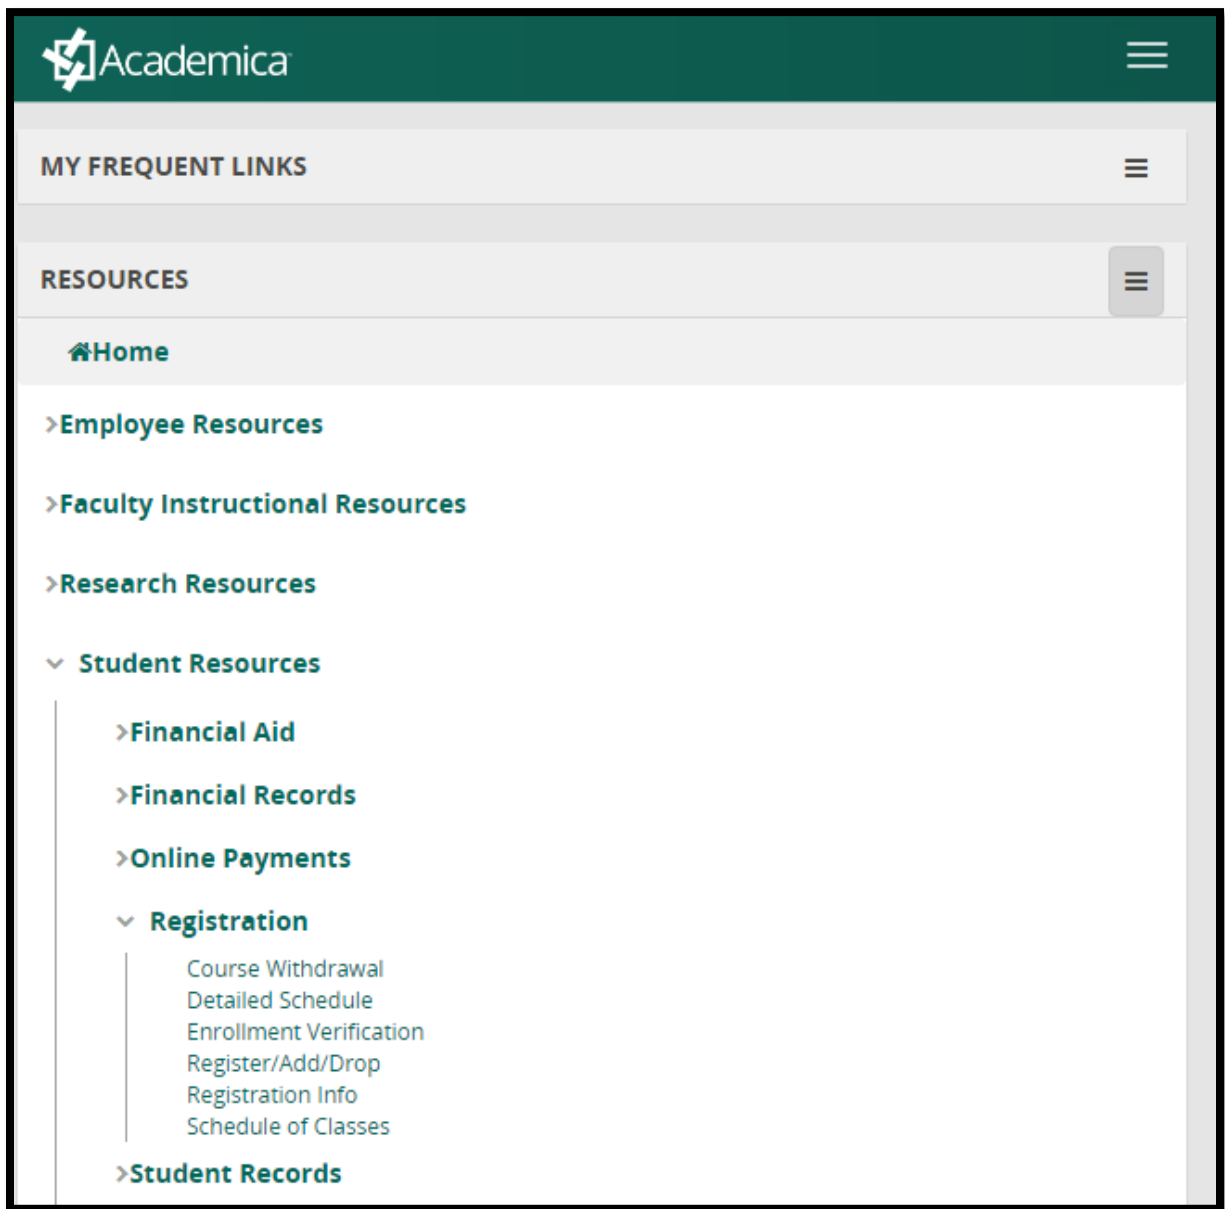 Academica
MY FREQUENT LINKS
RESOURCES
Home
Employee Resources
Faculty Instructional Resources
Research Resources
Student Resources
Financial Aid
Financial Records
Online Payments
Registration
Course Withdrawal
Detailed Schedule
Enrollment Verification
Register/Add/Drop
Registration Info
Schedule of Classes
Student Records